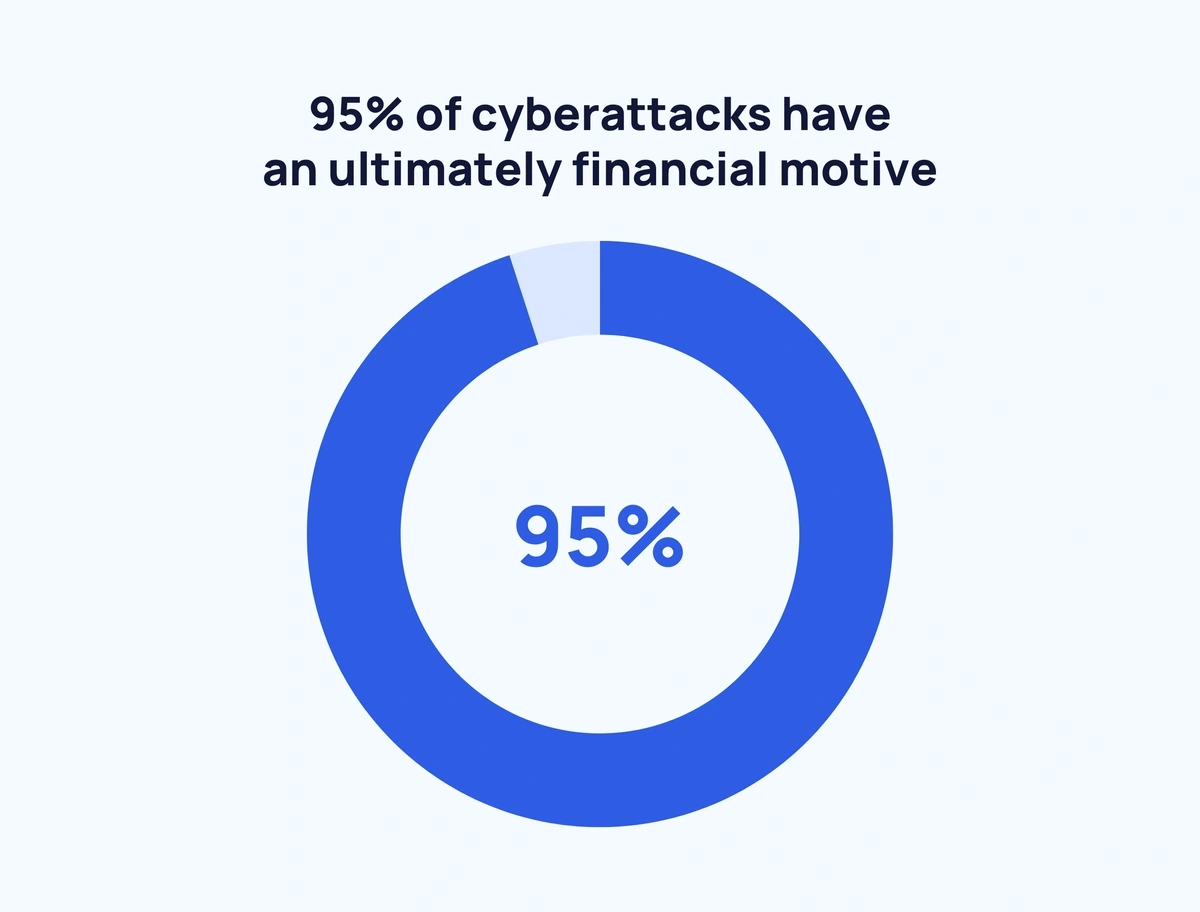 95% of cyberattacks have
an ultimately financial motive
95%